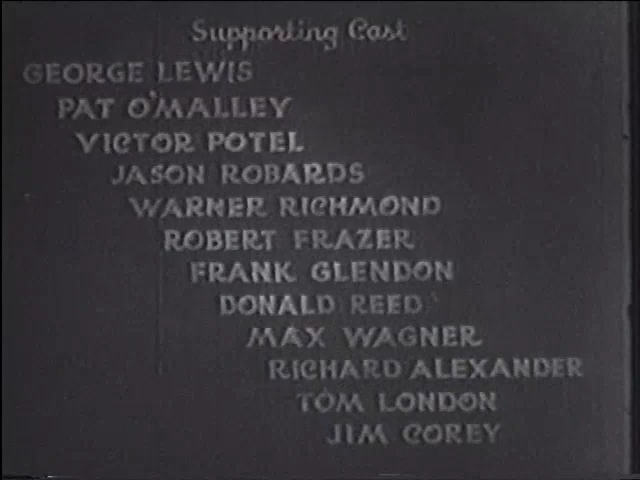 Supporting Cast
GEORGE LEWIS
PAT O'MALLEY
VICTOR POTEL
JASON ROBARDS
WARNER RICHMOND
ROBERT FRAZER
FRANK GLENDON
DONALD REED
MAX WAGNER
RICHARD ALEXANDER
TOM LONDON
JIM COREY